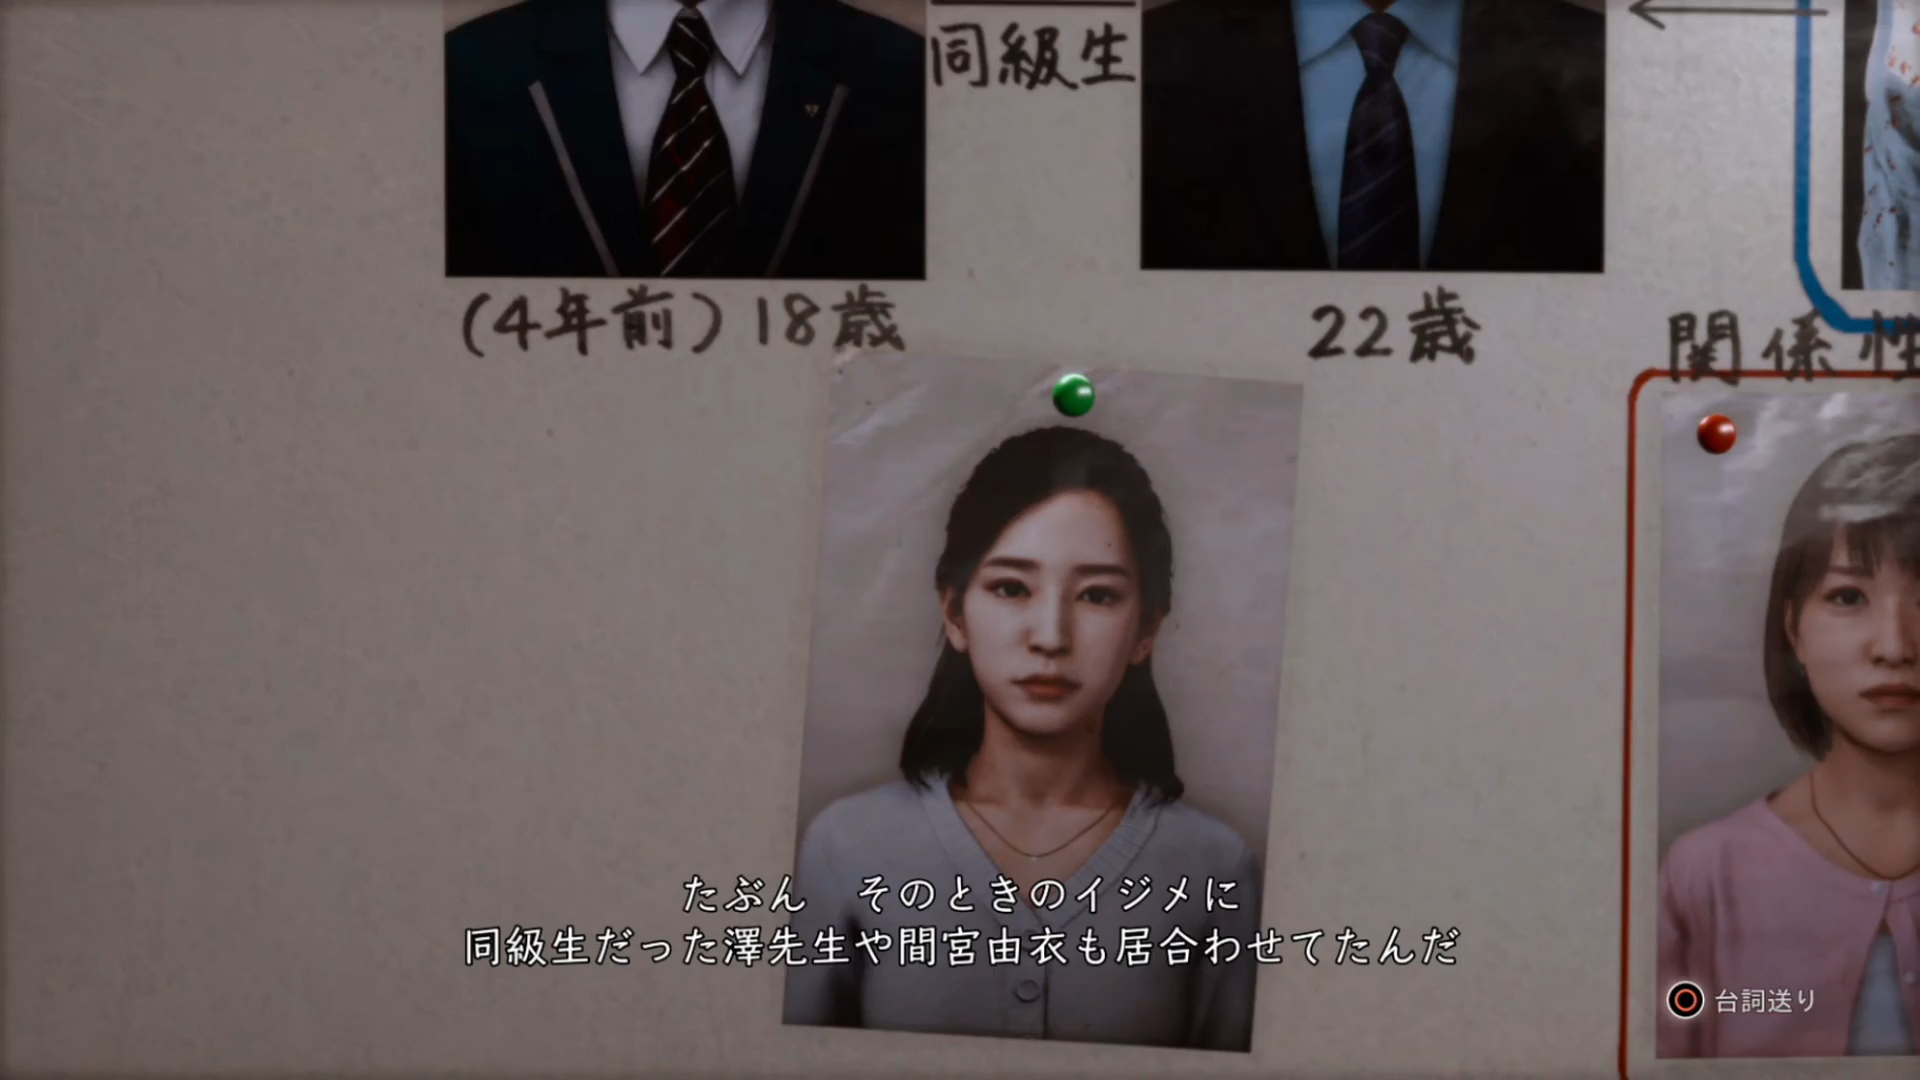 同級生
(4年前)18歳
22歳
関係性
たぶん　そのときのイジメに
同級生だった澤先生や間宮由衣も居合わせてたんだ
台詞送り